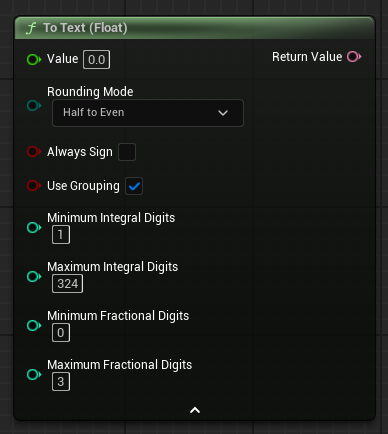 f To Text (Float)
Value 0.0
Return Value
Rounding Mode
Half to Even
Always Sign
Use Grouping
Minimum Integral Digits
1
Maximum Integral Digits
324
Minimum Fractional Digits
0
Maximum Fractional Digits
3